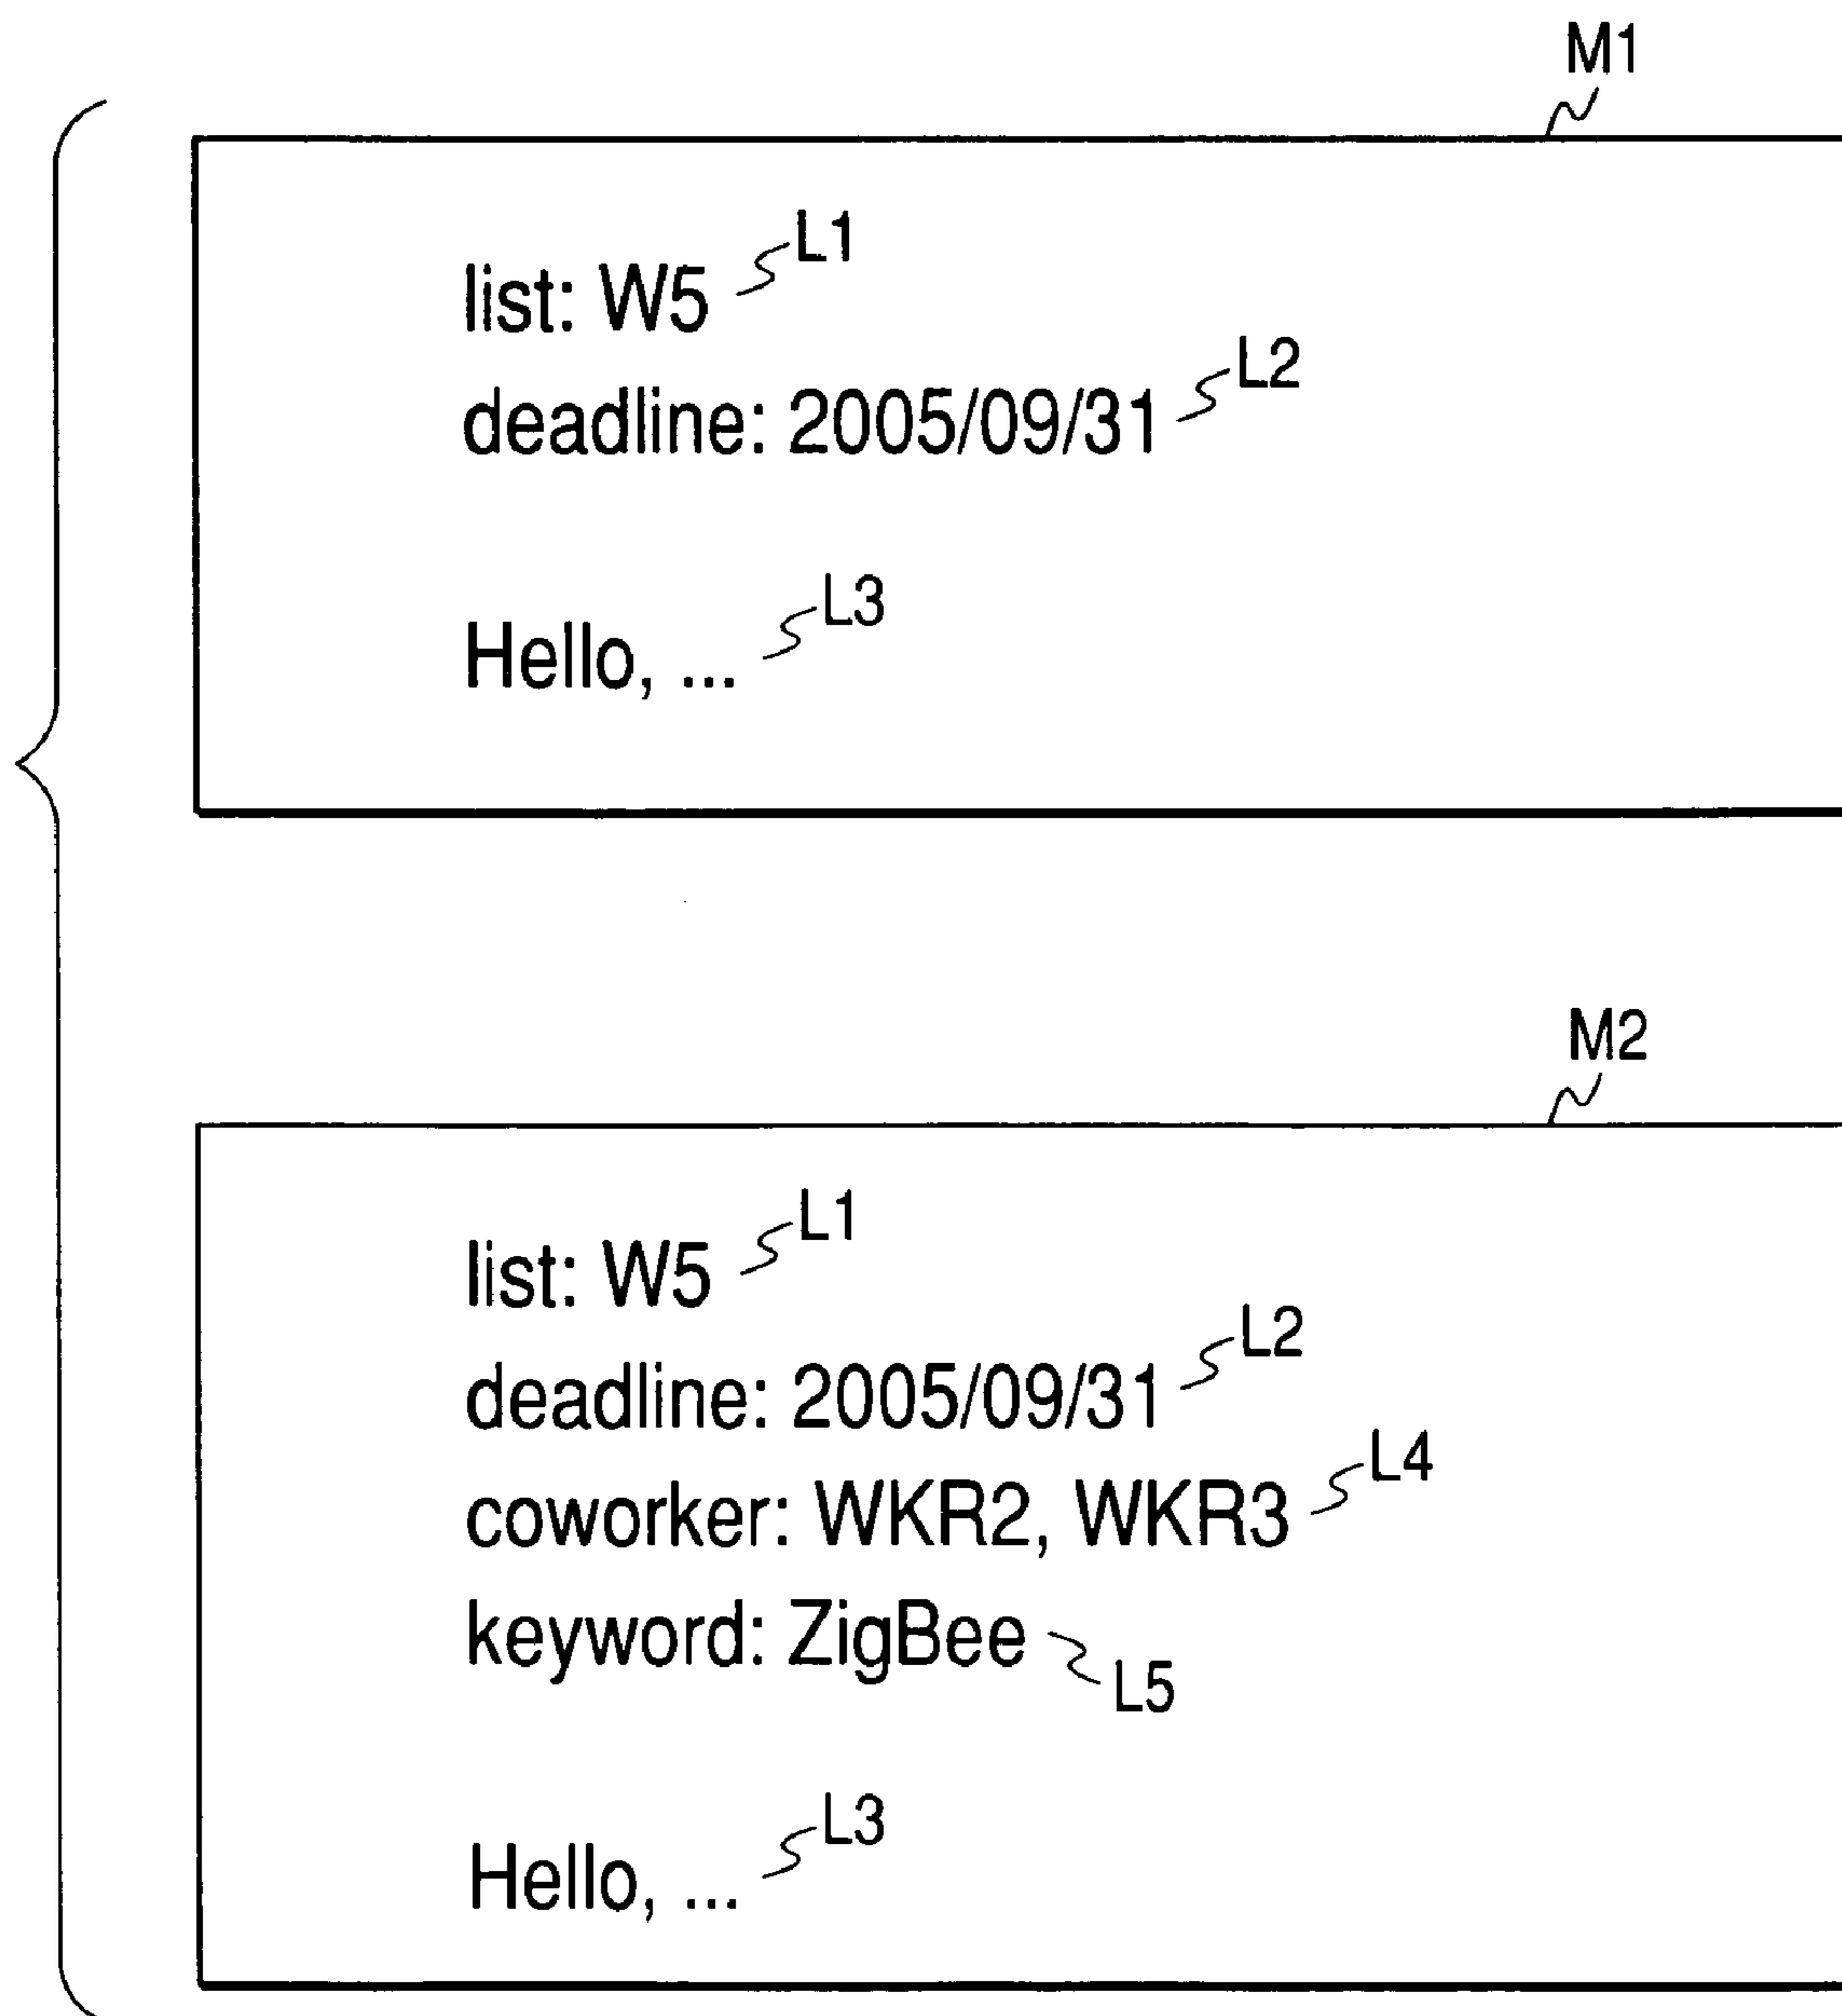 M1
list: W5 L1
deadline: 2005/09/31 L2
Hello, ... L3
M2
list: W5 L1
deadline: 2005/09/31 L2
coworker: WKR2, WKR3 L4
keyword: ZigBee L5
Hello, ... L3